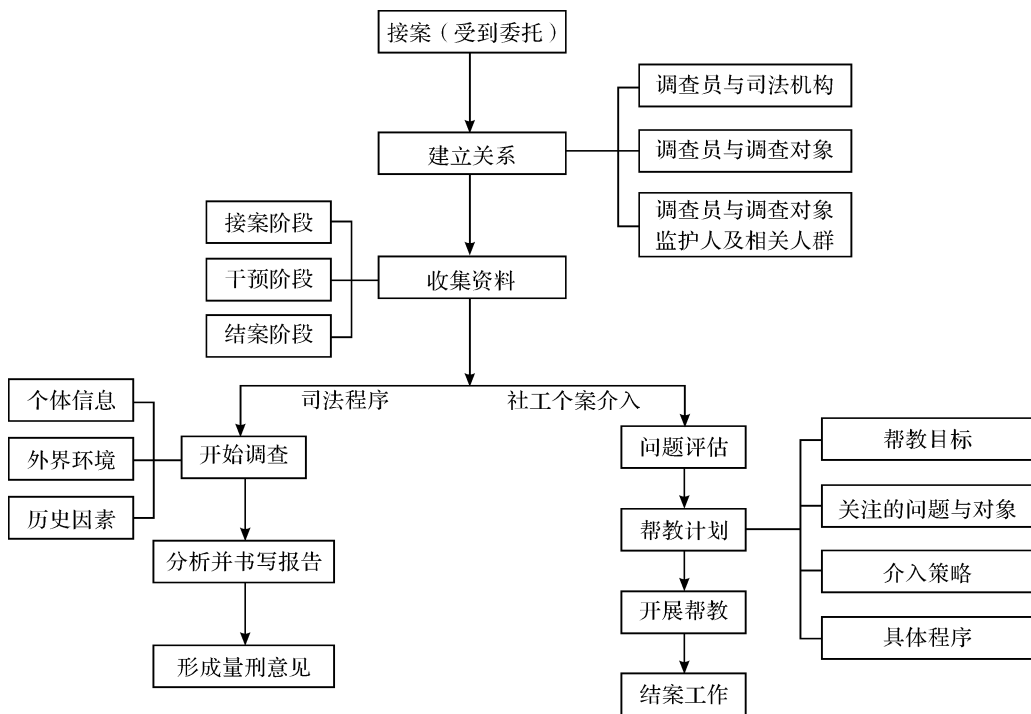 接案（受到委托）
调查员与司法机构
建立关系
调查员与调查对象
调查员与调查对象
监护人及相关人群
接案阶段
干预阶段
收集资料
结案阶段
司法程序
社工个案介入
个体信息
外界环境
历史因素
开始调查
分析并书写报告
形成量刑意见
问题评估
帮教计划
开展帮教
结案工作
帮教目标
关注的问题与对象
介入策略
具体程序